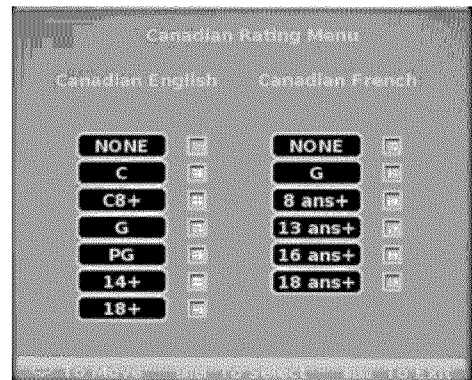 Canadian Rating Menu
Canadian English
Canadian French
NONE
C
C8+
G
PG
14+
18+
NONE
G
8 ans+
13 ans+
16 ans+
18 ans+